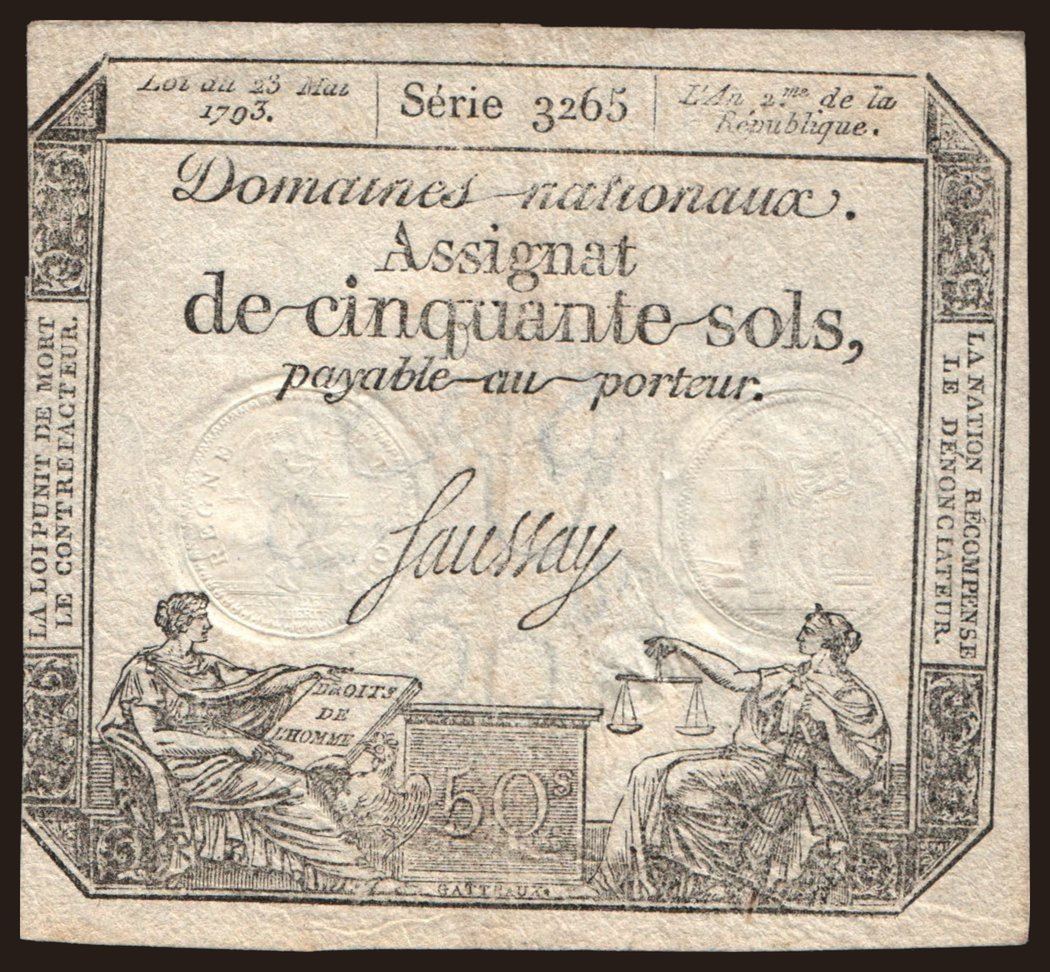 Loi du 23 Mai
1793.
Série 3265
L'An 2.me de la
République.
Domaines nationaux.
Assignat
de cinquante sols,
payable au porteur.
LA LOI PUNIT DE MORT
LE CONTREFACTEUR.
LA NATION RÉCOMPENSE
LE DÉNONCIATEUR.
Saussay
DROITS
DE
L'HOMME
50s
GATTEAUX.